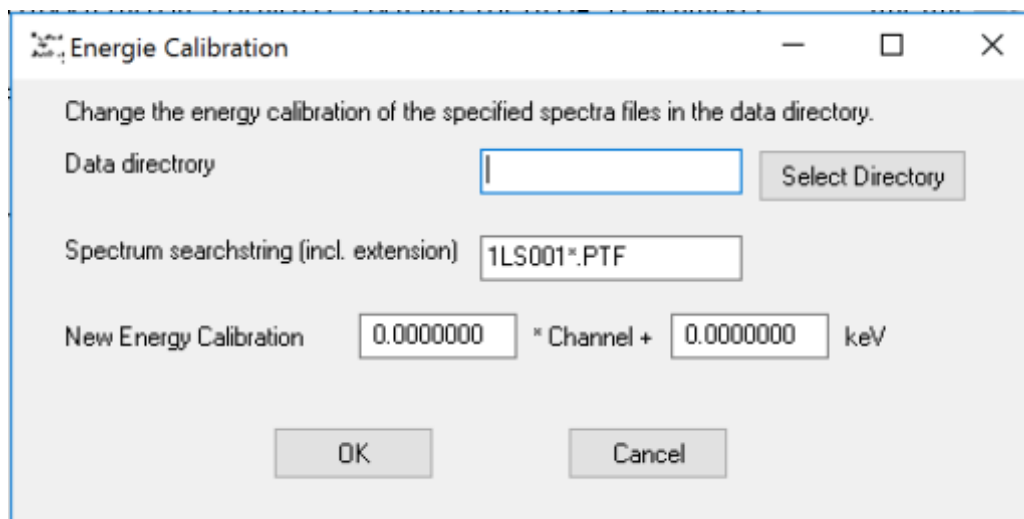 Energie Calibration
Change the energy calibration of the specified spectra files in the data directory.
Data directrory
Select Directory
Spectrum searchstring (incl. extension) 1LS001*.PTF
New Energy Calibration 0.0000000 * Channel + 0.0000000 keV
OK Cancel